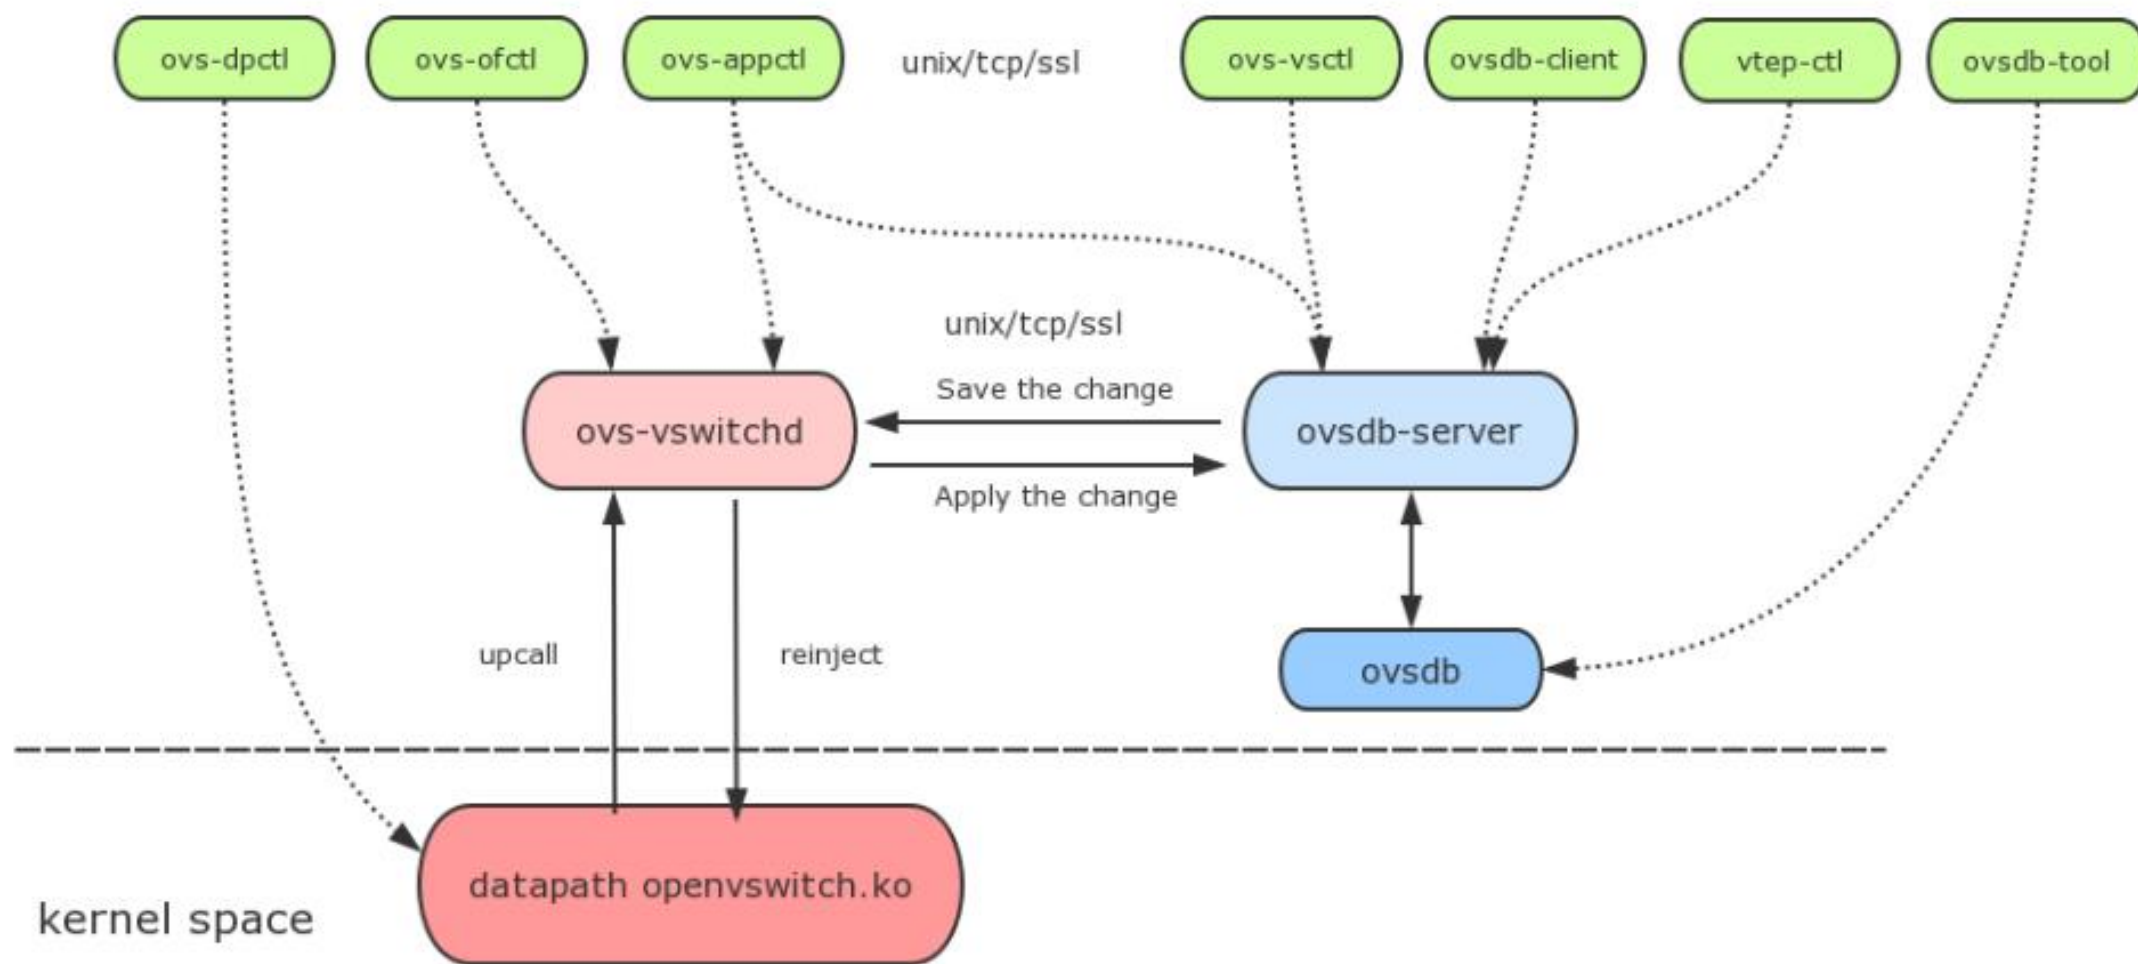 ovs-dpctl
ovs-ofctl
ovs-appctl
unix/tcp/ssl
ovs-vsctl
ovsdb-client
vtep-ctl
ovsdb-tool
unix/tcp/ssl
Save the change
ovs-vswitchd
ovsdb-server
Apply the change
upcall
reinject
ovsdb
datapath openvswitch.ko
kernel space